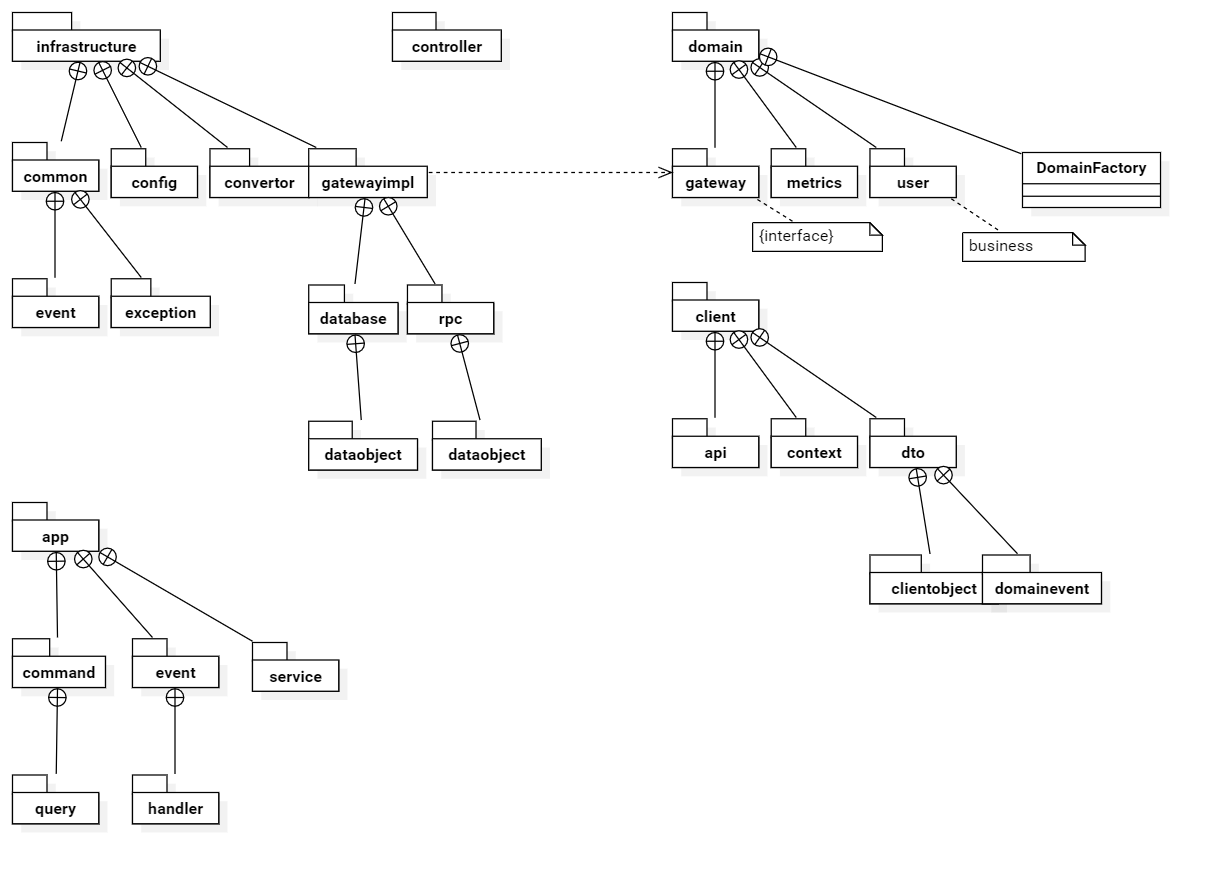 infrastructure
controller
domain
common
config
convertor
gatewayimpl
gateway
metrics
user
DomainFactory
{interface}
business
event
exception
database
rpc
client
dataobject
dataobject
api
context
dto
app
clientobject
domainevent
command
event
service
query
handler